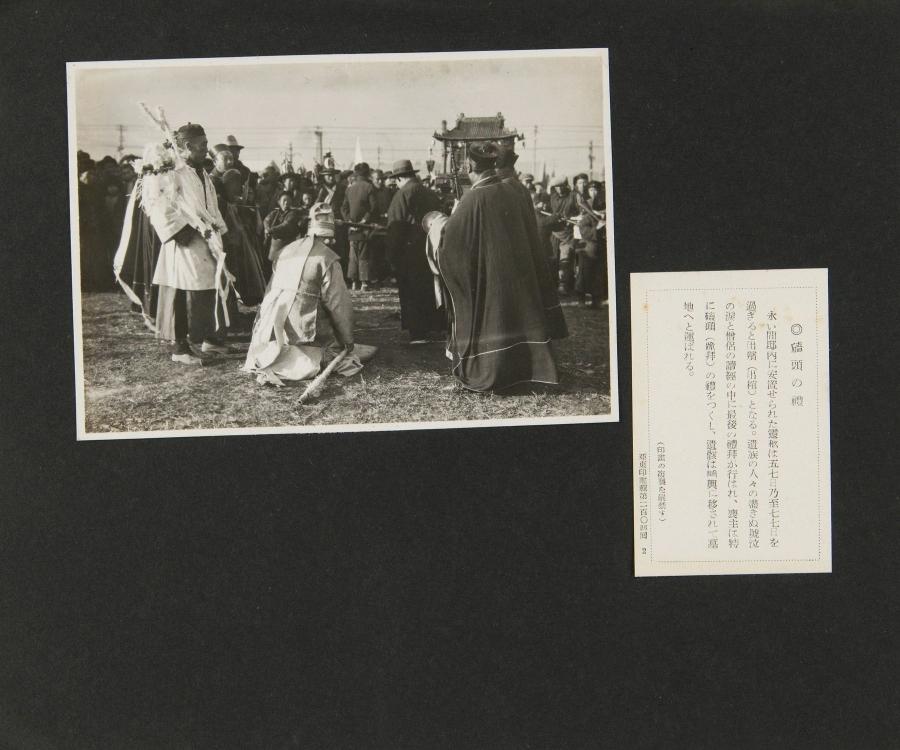 ◎磕頭の禮
永い間邸內に安置せられた靈柩は五七日乃至七七日を
過ぎると出殯（出棺）となる。遺族の人々の盡きぬ號泣
の淚と僧侶の讀經の中に最後の禮拜が行はれ、喪主は特
に磕頭（跪拜）の禮をつくし、遺骸は 興に移されて墓
地へと運ばれる。
（印畫の複製を嚴禁す）
亞東印畫輯第二百〇四回 2